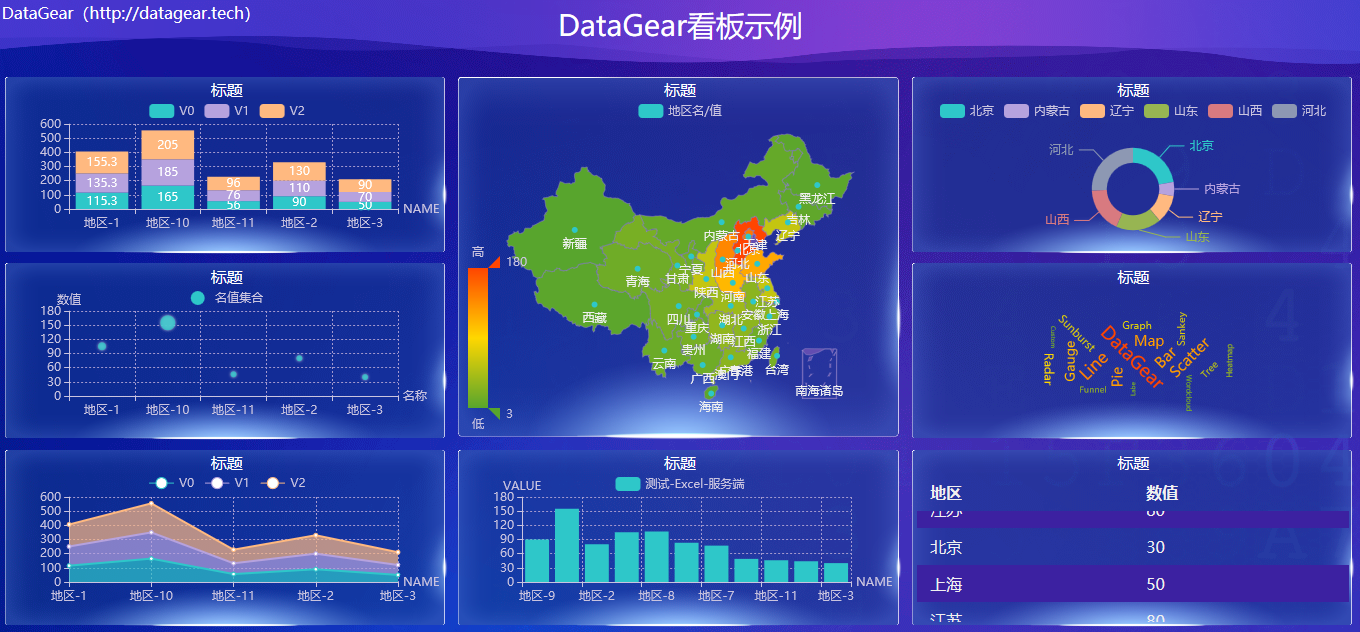 DataGear（http://datagear.tech）
DataGear看板示例
标题
V0 V1 V2
600
500
400
300
200
100
0
155.3 135.3 115.3
205 185 165
96 76 56
130 110 90
90 70 50
地区-1 地区-10 地区-11 地区-2 地区-3 NAME
标题
地区名/值
高
180
3
低
新疆
西藏
青海
甘肃
宁夏
内蒙古
黑龙江
吉林
辽宁
北京
天津
河北
山西
山东
陕西
河南
江苏
安徽
上海
四川
重庆
湖北
浙江
湖南
江西
贵州
福建
云南
广西
广东
澳门
香港
台湾
海南
南海诸岛
标题
北京 内蒙古 辽宁 山东 山西 河北
河北
北京
内蒙古
辽宁
山东
山西
标题
名值集合
数值
180
150
120
90
60
30
0
地区-1 地区-10 地区-11 地区-2 地区-3 名称
标题
Sunburst
Graph
Sankey
Custom
Map
DataGear
Gauge
Line
Bar
Scatter
Radar
Pie
Tree
Heatmap
Funnel
标题
V0 V1 V2
600
500
400
300
200
100
0
地区-1 地区-10 地区-11 地区-2 地区-3 NAME
标题
测试-Excel-服务端
VALUE
180
150
120
90
60
30
0
地区-9 地区-2 地区-8 地区-7 地区-11 地区-3 NAME
标题
地区 数值
江苏 80
北京 30
上海 50
江苏 80